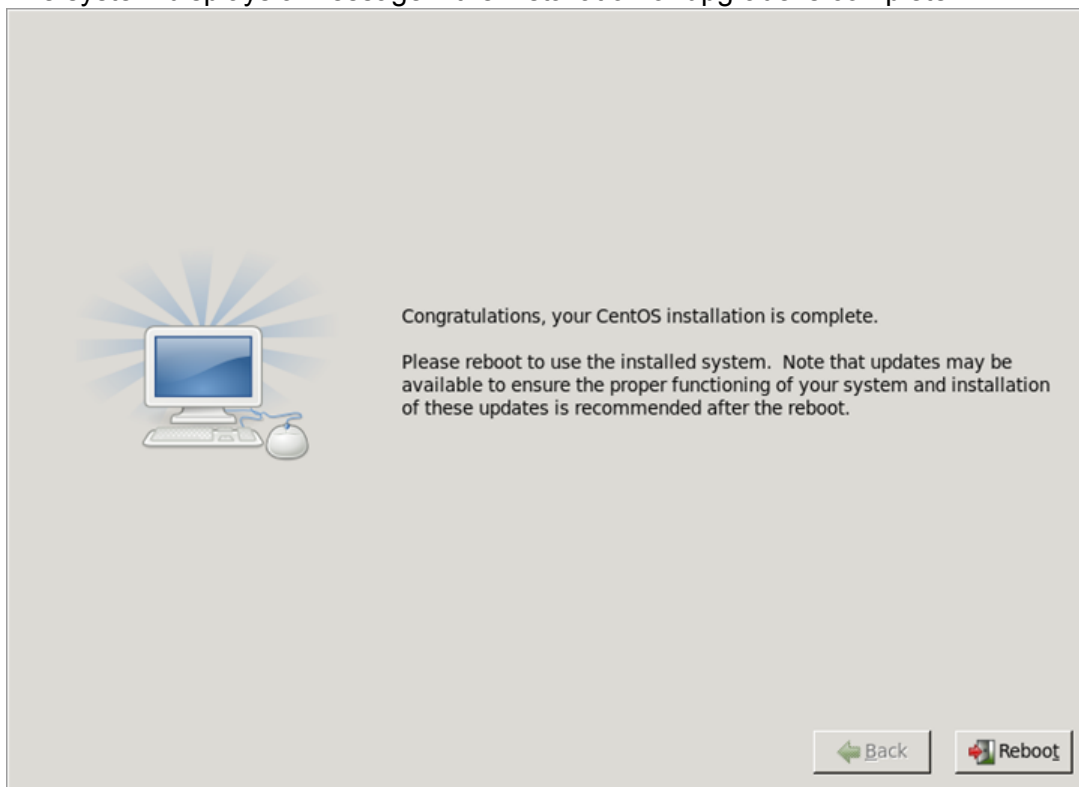 Congratulations, your CentOS installation is complete.
Please reboot to use the installed system.  Note that updates may be
available to ensure the proper functioning of your system and installation
of these updates is recommended after the reboot.
Back
Reboot